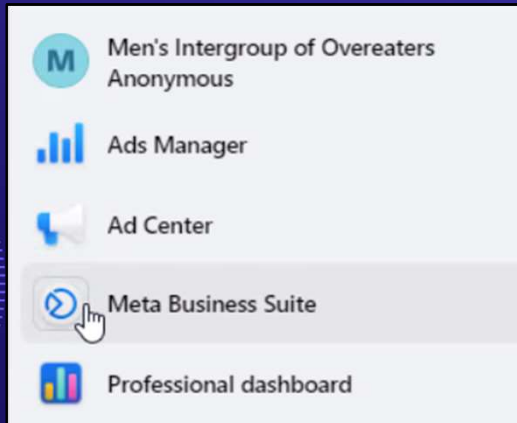 M
Men's Intergroup of Overeaters
Anonymous
Ads Manager
Ad Center
Meta Business Suite
Professional dashboard